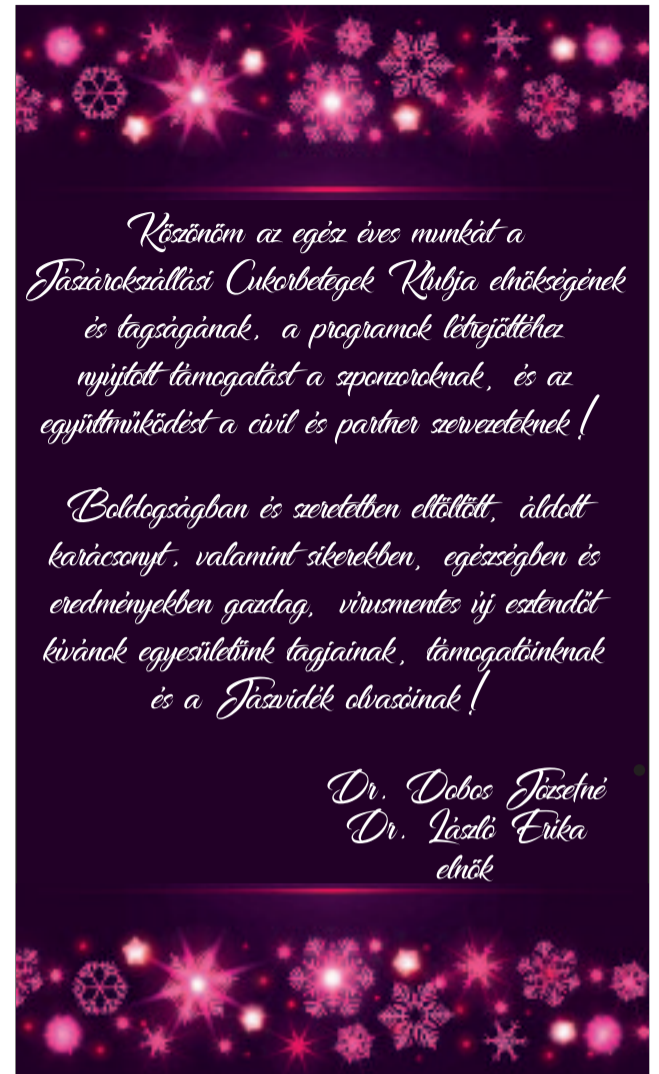 Köszönöm az egész éves munkát a
Jászárokszállási Cukorbetegek Klubja elnökségének
és tagságának, a programok létrejöttéhez
nyújtott támogatást a szponzoroknak, és az
együttműködést a civil és partner szervezeteknek!
Boldogságban és szeretetben eltöltött, áldott
karácsonyt, valamint sikerekben, egészségben és
eredményekben gazdag, vírusmentes új esztendőt
kívánok egyesületünk tagjainak, támogatóinknak
és a Jászvidék olvasóinak!
Dr. Dobos Józsefné
Dr. László Erika
elnök